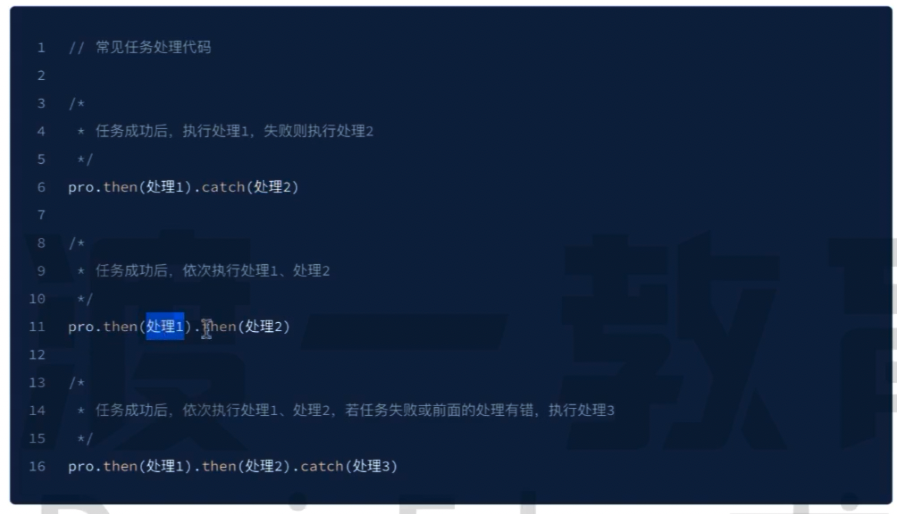 1 // 常见任务处理代码
2
3 /*
4 * 任务成功后，执行处理1，失败则执行处理2
5 */
6 pro.then(处理1).catch(处理2)
7
8 /*
9 * 任务成功后，依次执行处理1、处理2
10 */
11 pro.then(处理1).then(处理2)
12
13 /*
14 * 任务成功后，依次执行处理1、处理2，若任务失败或前面的处理有错，执行处理3
15 */
16 pro.then(处理1).then(处理2).catch(处理3)
渡一教育